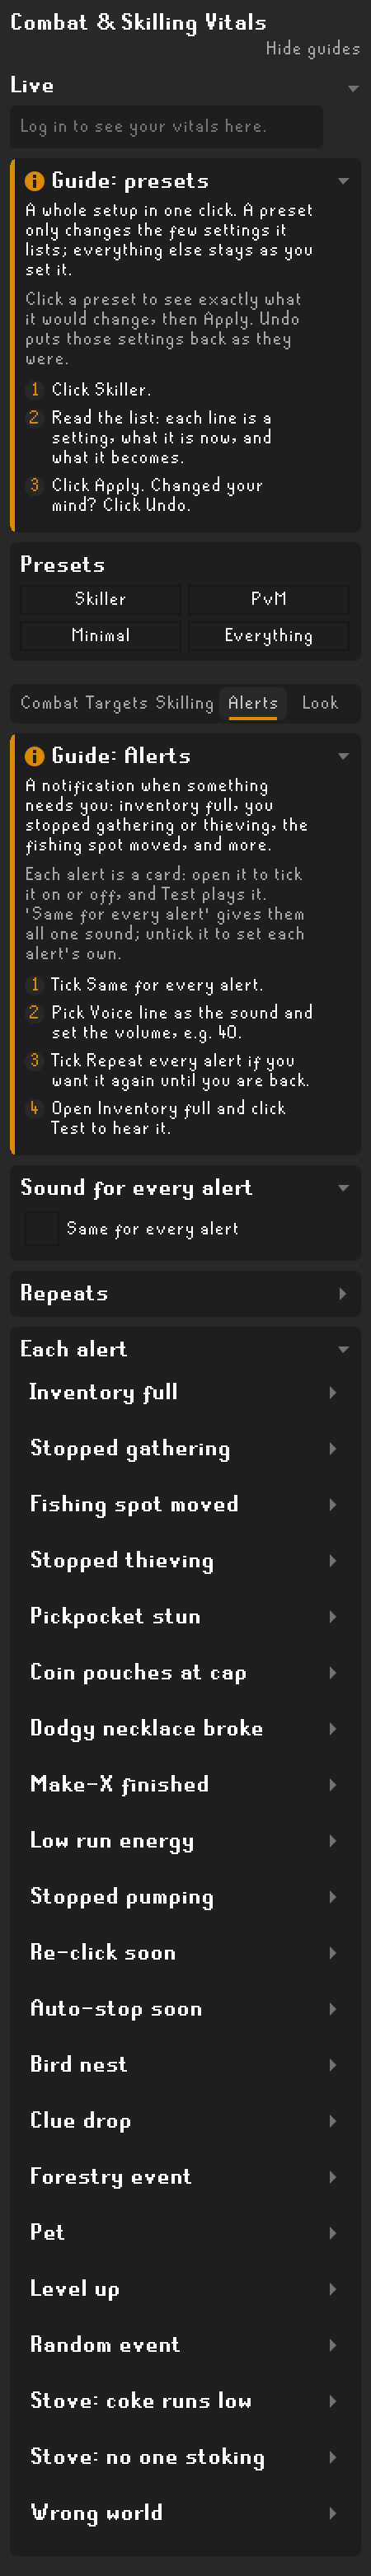 Combat & Skilling Vitals
Hide guides
Live
Log in to see your vitals here.
Guide: presets
A whole setup in one click. A preset
only changes the few settings it
lists; everything else stays as you
set it.
Click a preset to see exactly what
it would change, then Apply. Undo
puts those settings back as they
were.
1 Click Skiller.
2 Read the list: each line is a
setting, what it is now, and
what it becomes.
3 Click Apply. Changed your
mind? Click Undo.
Presets
Skiller PvM
Minimal Everything
Combat Targets Skilling Alerts Look
Guide: Alerts
A notification when something
needs you: inventory full, you
stopped gathering or thieving, the
fishing spot moved, and more.
Each alert is a card: open it to tick
it on or off, and Test plays it.
'Same for every alert' gives them
all one sound; untick it to set each
alert's own.
1 Tick Same for every alert.
2 Pick Voice line as the sound and
set the volume, e.g. 40.
3 Tick Repeat every alert if you
want it again until you are back.
4 Open Inventory full and click
Test to hear it.
Sound for every alert
Same for every alert
Repeats
Each alert
Inventory full
Stopped gathering
Fishing spot moved
Stopped thieving
Pickpocket stun
Coin pouches at cap
Dodgy necklace broke
Make-X finished
Low run energy
Stopped pumping
Re-click soon
Auto-stop soon
Bird nest
Clue drop
Forestry event
Pet
Level up
Random event
Stove: coke runs low
Stove: no one stoking
Wrong world